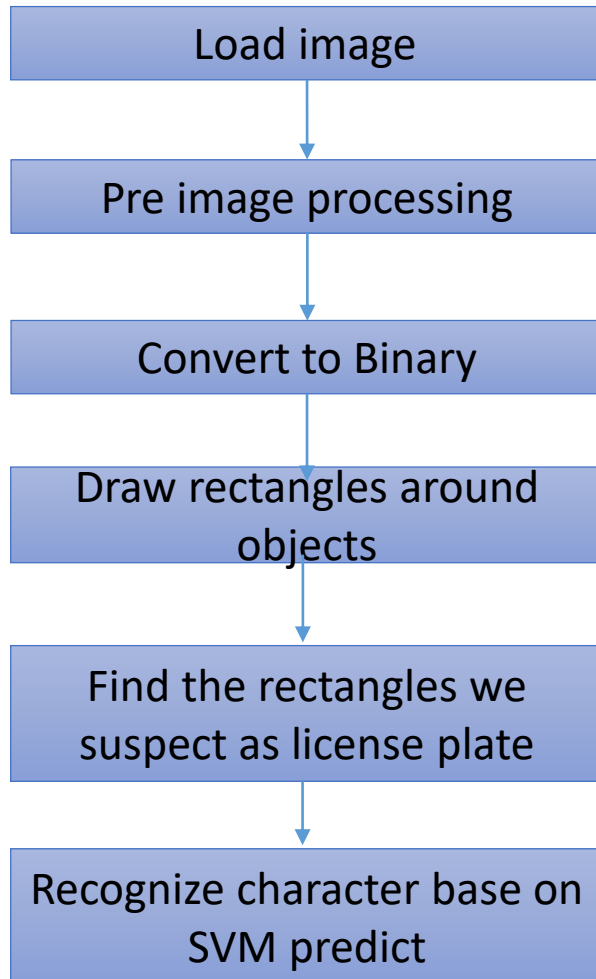 Load image
Pre image processing
Convert to Binary
Draw rectangles around
objects
Find the rectangles we
suspect as license plate
Recognize character base on
SVM predict